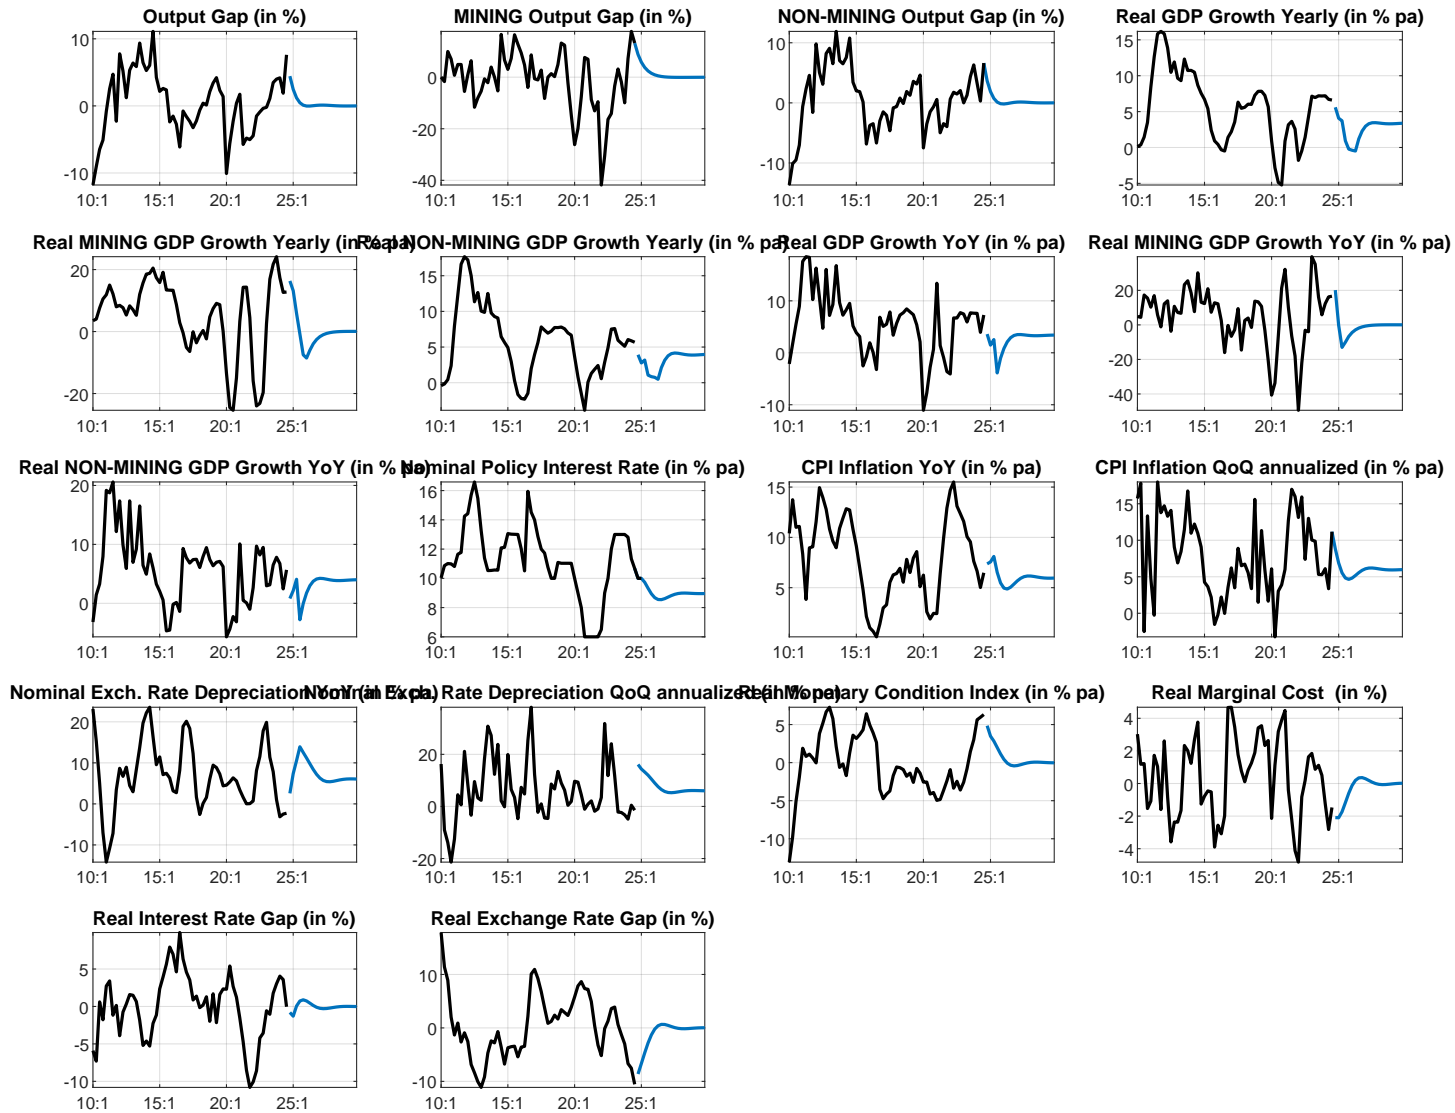 Output Gap (in %)
10
0
-10
10:1 15:1 20:1 25:1
MINING Output Gap (in %)
0
-20
-40
10:1 15:1 20:1 25:1
NON-MINING Output Gap (in %)
10
0
-10
10:1 15:1 20:1 25:1
Real GDP Growth Yearly (in % pa)
15
10
5
0
-5
10:1 15:1 20:1 25:1
Real MINING GDP Growth Yearly (in % pa)
20
0
-20
10:1 15:1 20:1 25:1
Real NON-MINING GDP Growth Yearly (in % pa)
15
10
5
0
10:1 15:1 20:1 25:1
Real GDP Growth YoY (in % pa)
10
0
-10
10:1 15:1 20:1 25:1
Real MINING GDP Growth YoY (in % pa)
20
0
-20
-40
10:1 15:1 20:1 25:1
Real NON-MINING GDP Growth YoY (in % pa)
20
10
0
10:1 15:1 20:1 25:1
Nominal Policy Interest Rate (in % pa)
16
14
12
10
8
6
10:1 15:1 20:1 25:1
CPI Inflation YoY (in % pa)
15
10
5
10:1 15:1 20:1 25:1
CPI Inflation QoQ annualized (in % pa)
15
10
5
0
10:1 15:1 20:1 25:1
Nominal Exch. Rate Depreciation YoY (in % pa)
20
10
0
-10
10:1 15:1 20:1 25:1
Nominal Exch. Rate Depreciation QoQ annualized (in % pa)
20
0
-20
10:1 15:1 20:1 25:1
Real Monetary Condition Index (in % pa)
5
0
-5
-10
10:1 15:1 20:1 25:1
Real Marginal Cost (in %)
4
2
0
-2
-4
10:1 15:1 20:1 25:1
Real Interest Rate Gap (in %)
5
0
-5
-10
10:1 15:1 20:1 25:1
Real Exchange Rate Gap (in %)
10
0
-10
10:1 15:1 20:1 25:1